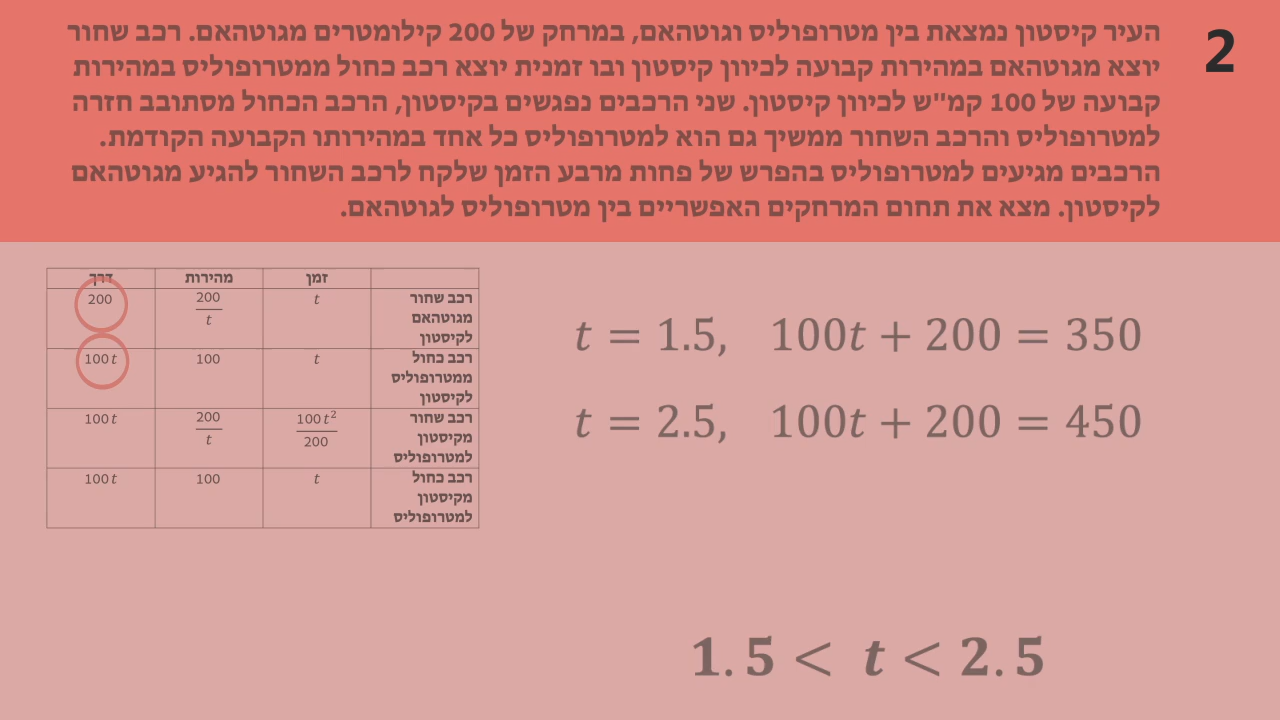 2
העיר קיסטון נמצאת בין מטרופוליס וגוטהאם, במרחק של 200 קילומטרים מגוטהאם. רכב שחור
יוצא מגוטהאם במהירות קבועה לכיוון קיסטון ובו זמנית יוצא רכב כחול ממטרופוליס במהירות
קבועה של 100 קמ"ש לכיוון קיסטון. שני הרכבים נפגשים בקיסטון, הרכב הכחול מסתובב חזרה
למטרופוליס והרכב השחור ממשיך גם הוא למטרופוליס כל אחד במהירותו הקבועה הקודמת.
הרכבים מגיעים למטרופוליס בהפרש של פחות מרבע הזמן שלקח לרכב השחור להגיע מגוטהאם
לקיסטון. מצא את תחום המרחקים האפשריים בין מטרופוליס לגוטהאם.
זמן מהירות דרך
רכב שחור מגוטהאם לקיסטון t 200/t 200
רכב כחול ממטרופוליס לקיסטון t 100 100t
רכב שחור מקיסטון למטרופוליס 100t²/200 200/t 100t
רכב כחול מקיסטון למטרופוליס t 100 100t
t = 1.5, 100t + 200 = 350
t = 2.5, 100t + 200 = 450
1.5 < t < 2.5